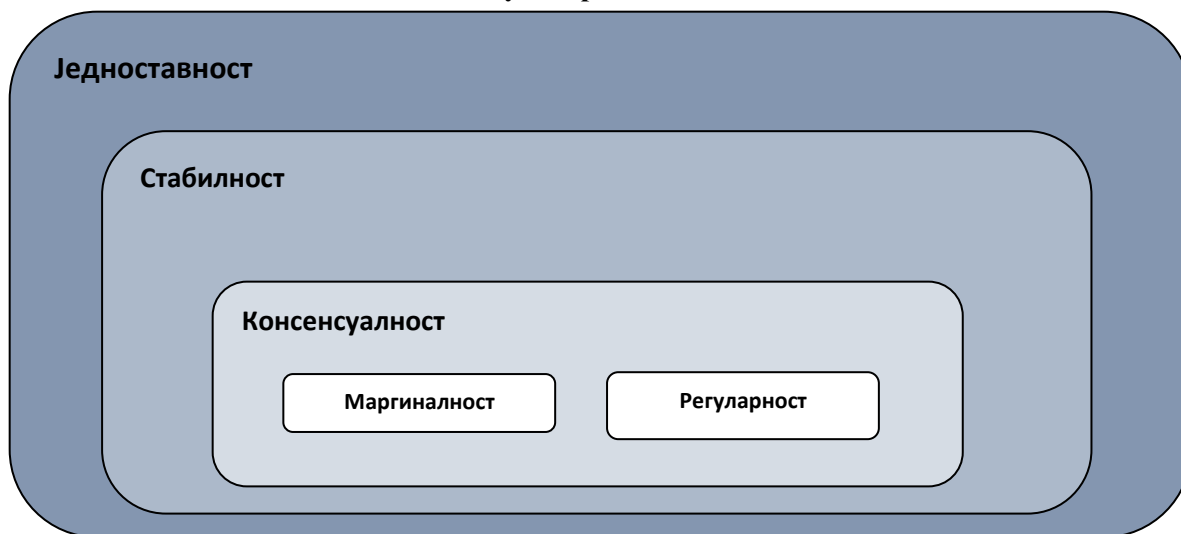 Једноставност
Стабилност
Консенсуалност
Маргиналност
Регуларност